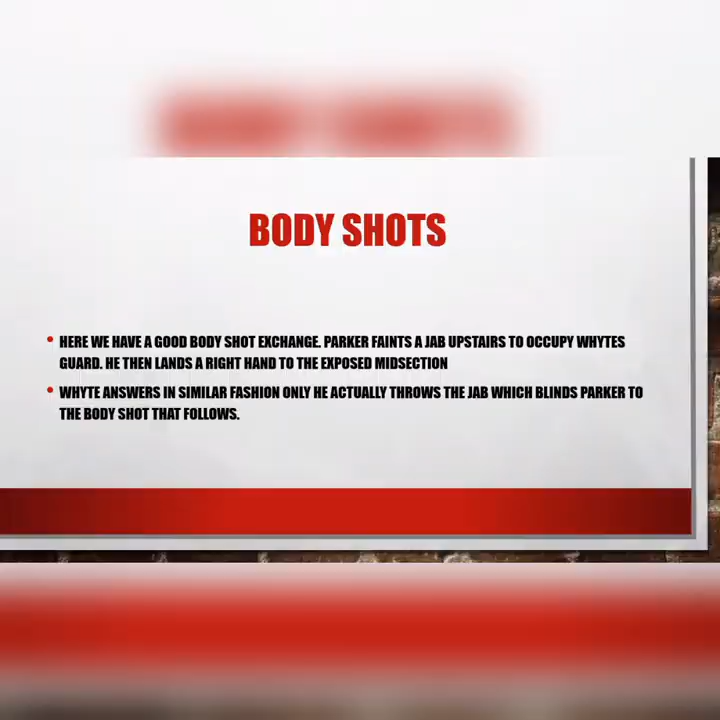 BODY SHOTS
• HERE WE HAVE A GOOD BODY SHOT EXCHANGE. PARKER FAINTS A JAB UPSTAIRS TO OCCUPY WHYTES
GUARD. HE THEN LANDS A RIGHT HAND TO THE EXPOSED MIDSECTION
• WHYTE ANSWERS IN SIMILAR FASHION ONLY HE ACTUALLY THROWS THE JAB WHICH BLINDS PARKER TO
THE BODY SHOT THAT FOLLOWS.